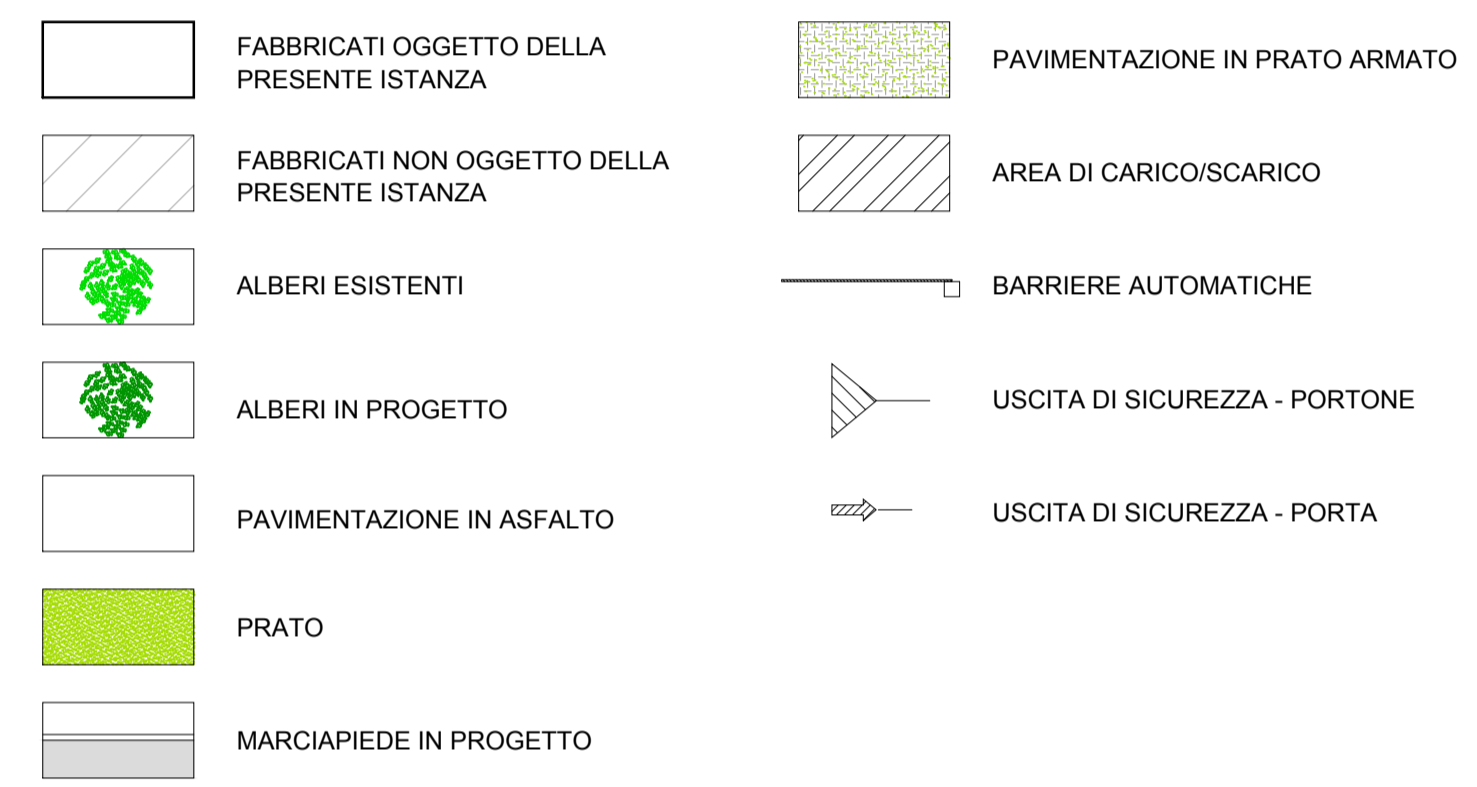 FABBRICATI OGGETTO DELLA
PRESENTE ISTANZA
FABBRICATI NON OGGETTO DELLA
PRESENTE ISTANZA
ALBERI ESISTENTI
ALBERI IN PROGETTO
PAVIMENTAZIONE IN ASFALTO
PRATO
MARCIAPIEDE IN PROGETTO
PAVIMENTAZIONE IN PRATO ARMATO
AREA DI CARICO/SCARICO
BARRIERE AUTOMATICHE
USCITA DI SICUREZZA - PORTONE
USCITA DI SICUREZZA - PORTA